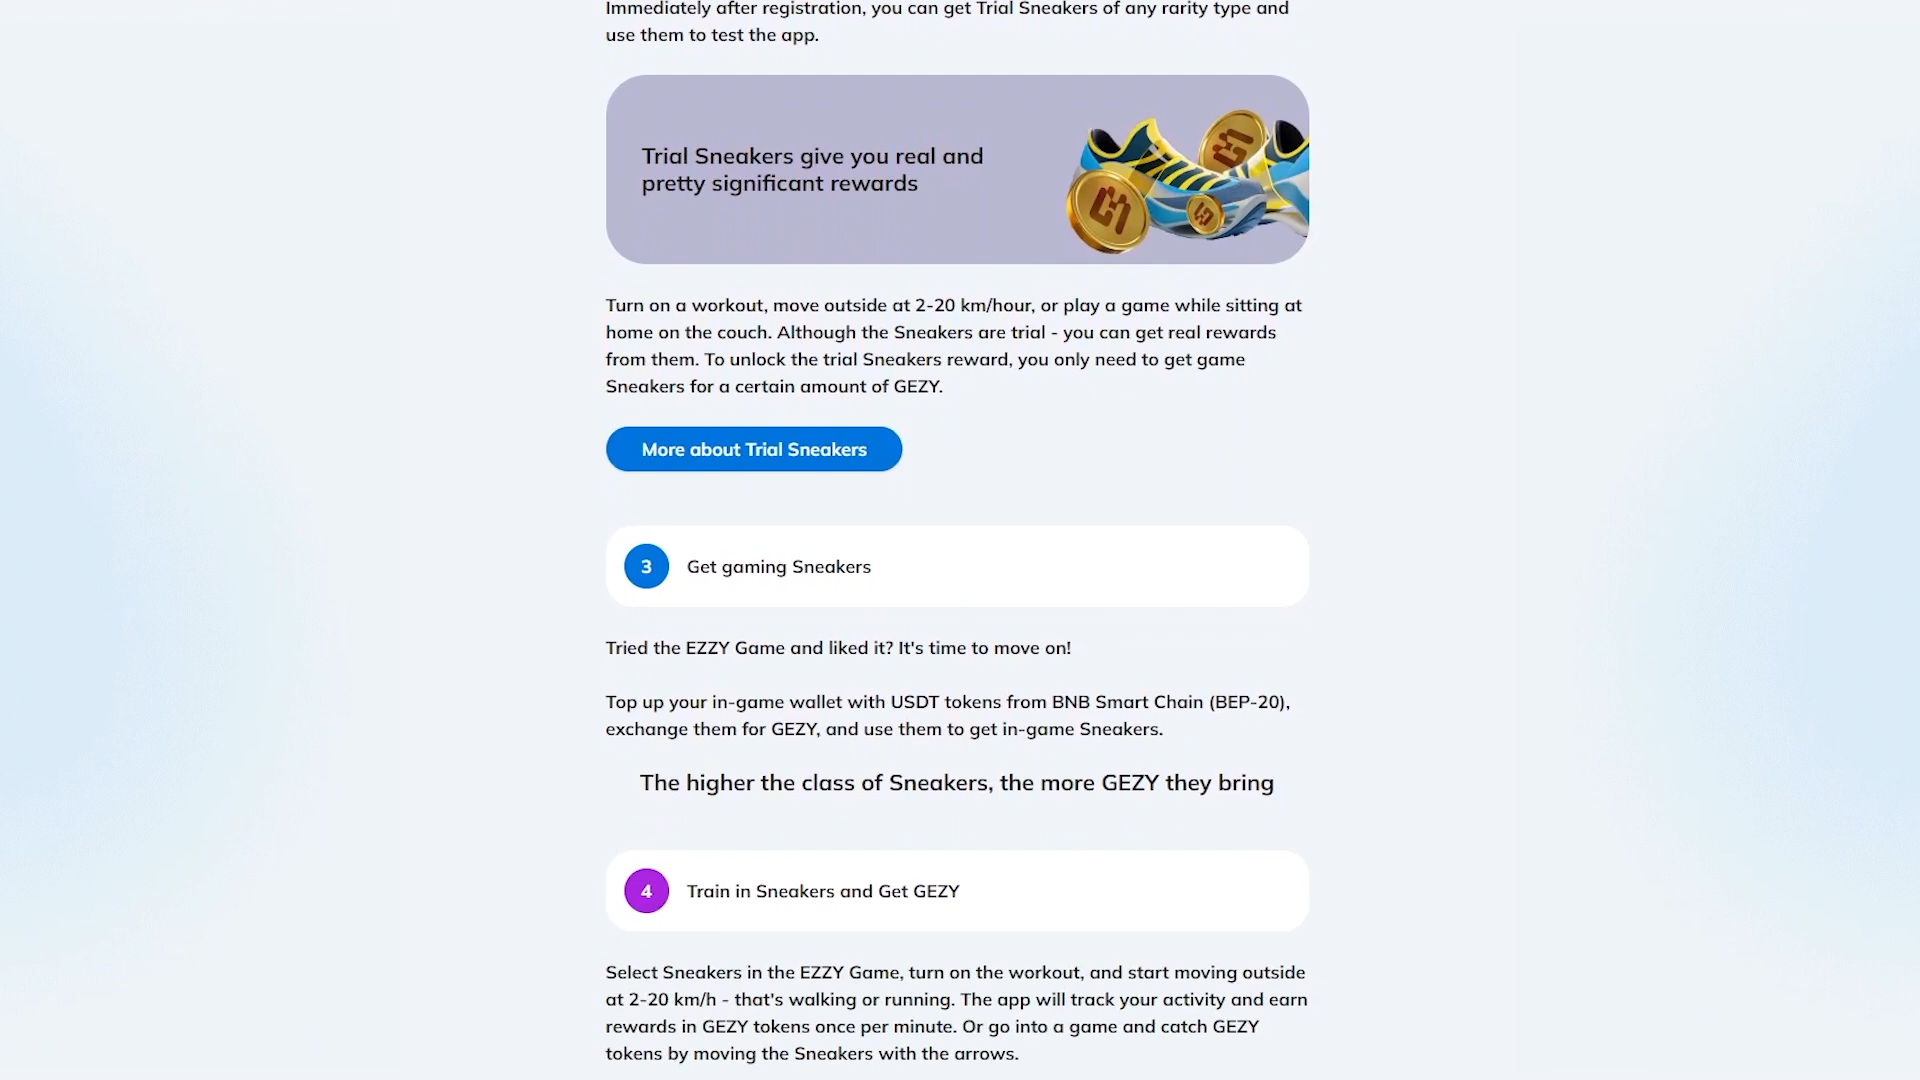 Immediately after registration, you can get Trial Sneakers of any rarity type and
use them to test the app.
Trial Sneakers give you real and
pretty significant rewards
Turn on a workout, move outside at 2-20 km/hour, or play a game while sitting at
home on the couch. Although the Sneakers are trial - you can get real rewards
from them. To unlock the trial Sneakers reward, you only need to get game
Sneakers for a certain amount of GEZY.
More about Trial Sneakers
3 Get gaming Sneakers
Tried the EZZY Game and liked it? It's time to move on!
Top up your in-game wallet with USDT tokens from BNB Smart Chain (BEP-20),
exchange them for GEZY, and use them to get in-game Sneakers.
The higher the class of Sneakers, the more GEZY they bring
4 Train in Sneakers and Get GEZY
Select Sneakers in the EZZY Game, turn on the workout, and start moving outside
at 2-20 km/h - that's walking or running. The app will track your activity and earn
rewards in GEZY tokens once per minute. Or go into a game and catch GEZY
tokens by moving the Sneakers with the arrows.